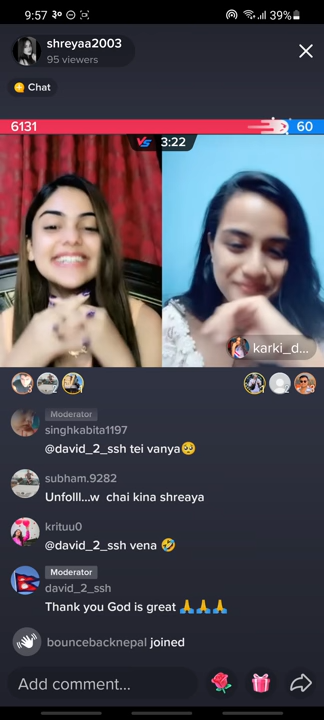 9:57
39%
shreyaa2003
95 viewers
Chat
6131
60
VS 3:22
karki_d...
Moderator
singhkabita1197
@david_2_ssh tei vanya🥺
subham.9282
Unfolll...w chai kina shreaya
krituu0
@david_2_ssh vena 🤣
Moderator
david_2_ssh
Thank you God is great 🙏🙏🙏
bouncebacknepal joined
Add comment...